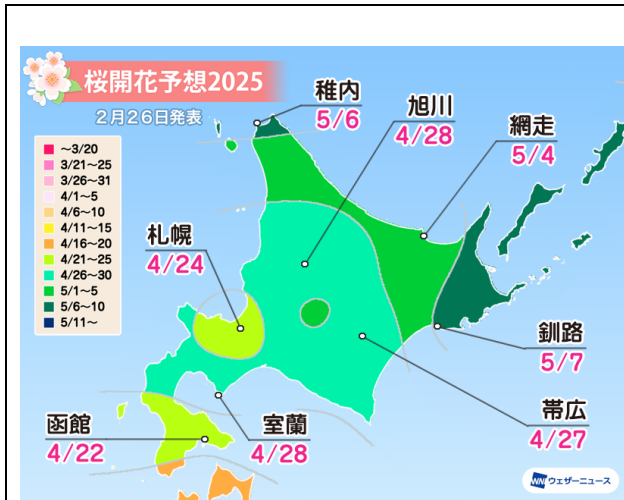 桜開花予想2025
2月26日発表
稚内
5/6
旭川
4/28
網走
5/4
~3/20
3/21~25
3/26~31
4/1~5
4/6~10
4/11~15
4/16~20
4/21~25
4/26~30
5/1~5
5/6~10
5/11~
札幌
4/24
釧路
5/7
帯広
4/27
函館
4/22
室蘭
4/28
WNI ウェザーニュース